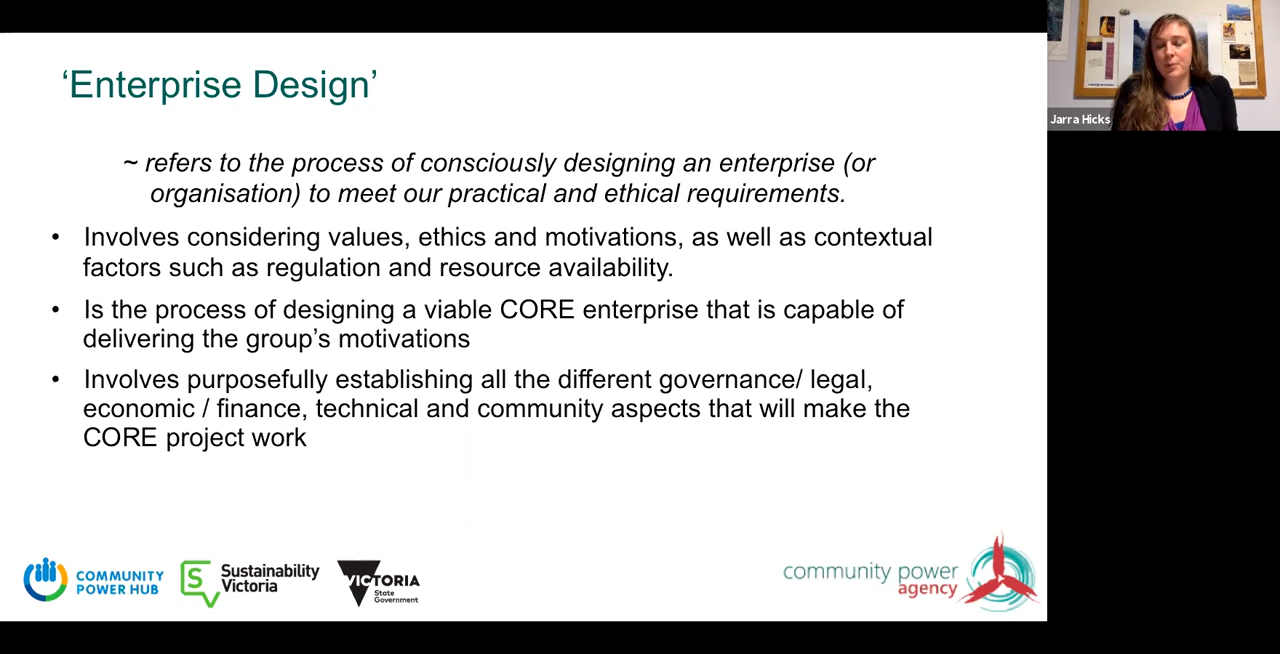 ‘Enterprise Design’
~ refers to the process of consciously designing an enterprise (or
organisation) to meet our practical and ethical requirements.
• Involves considering values, ethics and motivations, as well as contextual
factors such as regulation and resource availability.
• Is the process of designing a viable CORE enterprise that is capable of
delivering the group’s motivations
• Involves purposefully establishing all the different governance/ legal,
economic / finance, technical and community aspects that will make the
CORE project work
COMMUNITY
POWER HUB
S
Sustainability
Victoria
VICTORIA
State
Government
community power
agency
Jarra Hicks